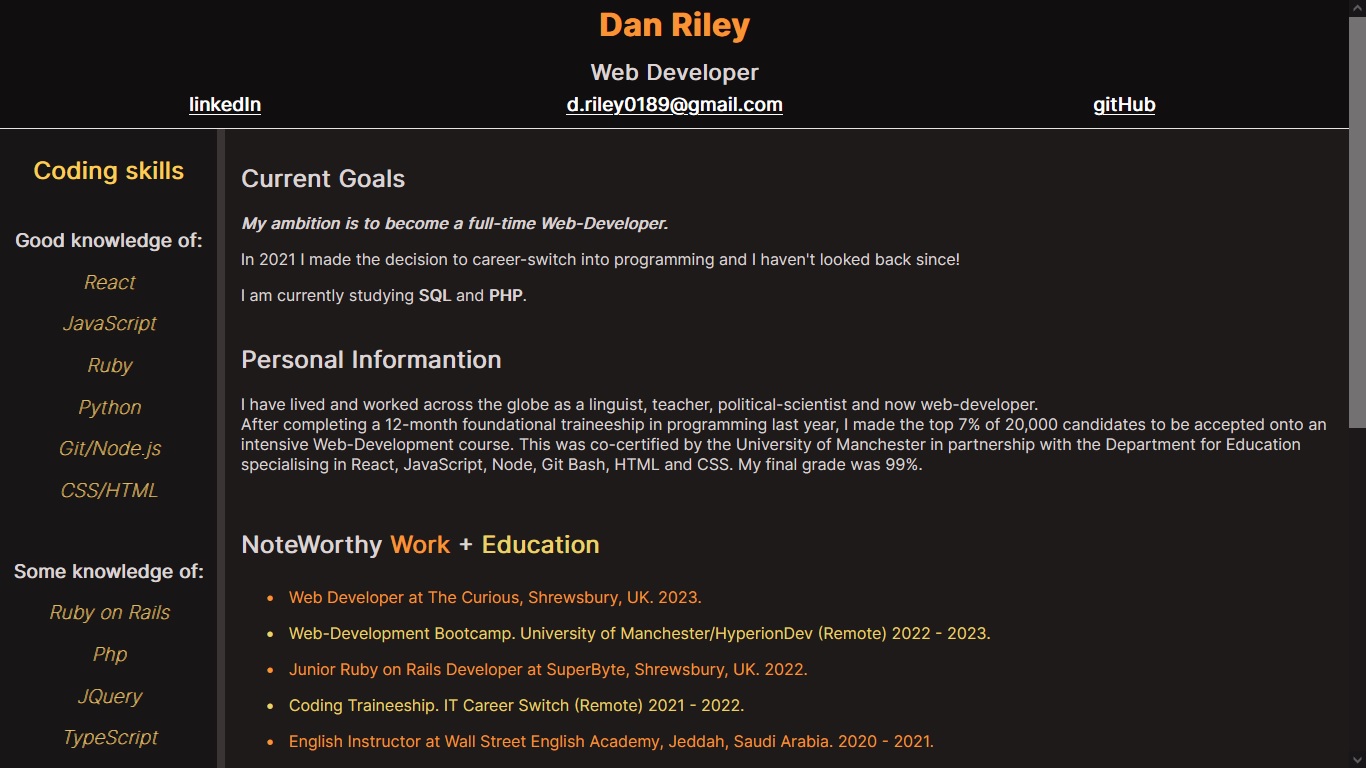 Dan Riley
Web Developer
linkedIn
d.riley0189@gmail.com
gitHub
Coding skills
Good knowledge of:
React
JavaScript
Ruby
Python
Git/Node.js
CSS/HTML
Some knowledge of:
Ruby on Rails
Php
JQuery
TypeScript
Current Goals
My ambition is to become a full-time Web-Developer.
In 2021 I made the decision to career-switch into programming and I haven't looked back since!
I am currently studying SQL and PHP.
Personal Informantion
I have lived and worked across the globe as a linguist, teacher, political-scientist and now web-developer.
After completing a 12-month foundational traineeship in programming last year, I made the top 7% of 20,000 candidates to be accepted onto an
intensive Web-Development course. This was co-certified by the University of Manchester in partnership with the Department for Education
specialising in React, JavaScript, Node, Git Bash, HTML and CSS. My final grade was 99%.
NoteWorthy Work + Education
• Web Developer at The Curious, Shrewsbury, UK. 2023.
• Web-Development Bootcamp. University of Manchester/HyperionDev (Remote) 2022 - 2023.
• Junior Ruby on Rails Developer at SuperByte, Shrewsbury, UK. 2022.
• Coding Traineeship. IT Career Switch (Remote) 2021 - 2022.
• English Instructor at Wall Street English Academy, Jeddah, Saudi Arabia. 2020 - 2021.